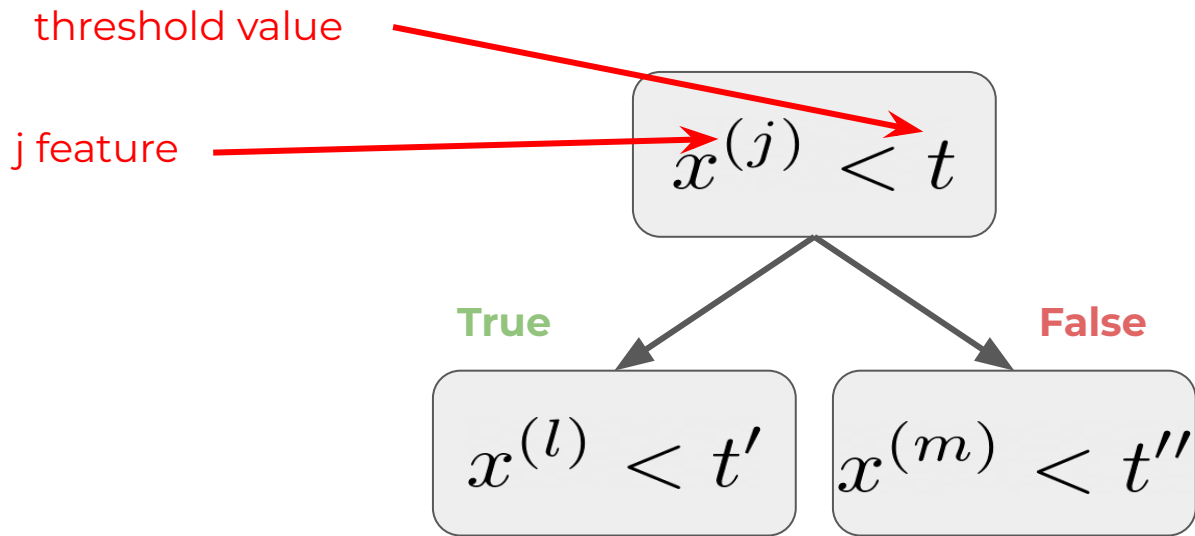 threshold value
j feature
x^{(j)} < t
True
False
x^{(l)} < t′
x^{(m)} < t′′